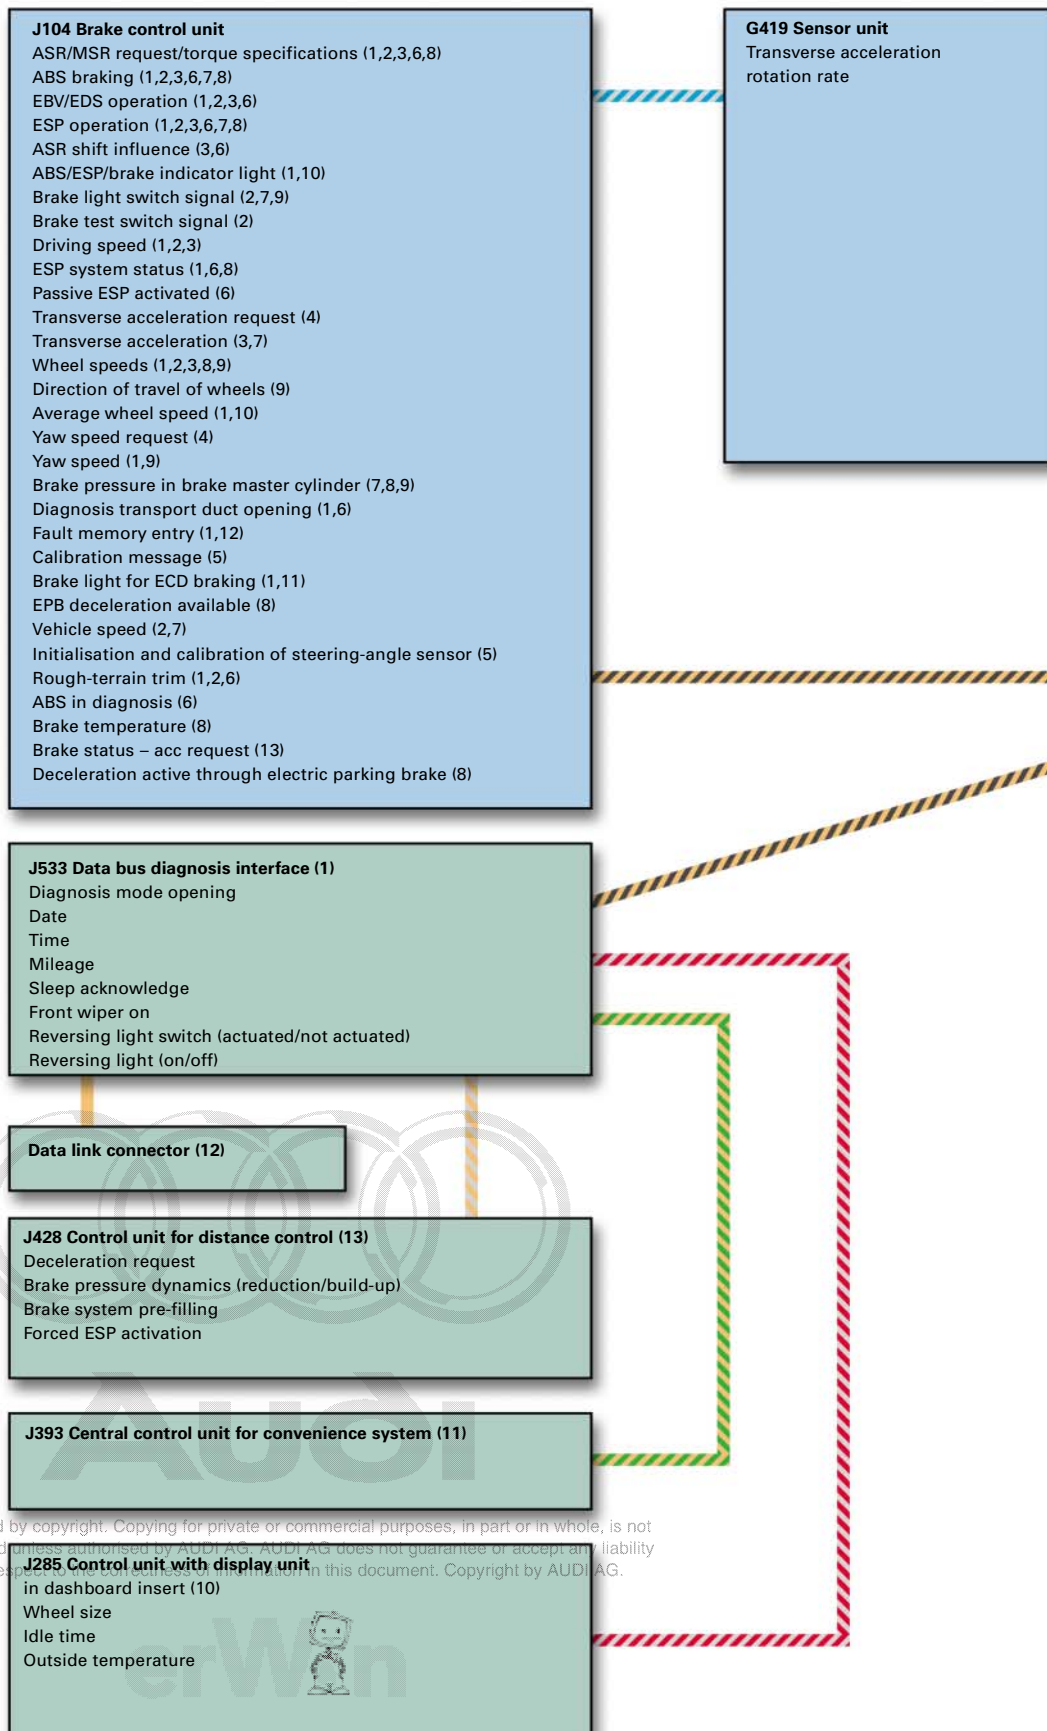 J104 Brake control unit
ASR/MSR request/torque specifications (1,2,3,6,8)
ABS braking (1,2,3,6,7,8)
EBV/EDS operation (1,2,3,6)
ESP operation (1,2,3,6,7,8)
ASR shift influence (3,6)
ABS/ESP/brake indicator light (1,10)
Brake light switch signal (2,7,9)
Brake test switch signal (2)
Driving speed (1,2,3)
ESP system status (1,6,8)
Passive ESP activated (6)
Transverse acceleration request (4)
Transverse acceleration (3,7)
Wheel speeds (1,2,3,8,9)
Direction of travel of wheels (9)
Average wheel speed (1,10)
Yaw speed request (4)
Yaw speed (1,9)
Brake pressure in brake master cylinder (7,8,9)
Diagnosis transport duct opening (1,6)
Fault memory entry (1,12)
Calibration message (5)
Brake light for ECD braking (1,11)
EPB deceleration available (8)
Vehicle speed (2,7)
Initialisation and calibration of steering-angle sensor (5)
Rough-terrain trim (1,2,6)
ABS in diagnosis (6)
Brake temperature (8)
Brake status – acc request (13)
Deceleration active through electric parking brake (8)
G419 Sensor unit
Transverse acceleration
rotation rate
J533 Data bus diagnosis interface (1)
Diagnosis mode opening
Date
Time
Mileage
Sleep acknowledge
Front wiper on
Reversing light switch (actuated/not actuated)
Reversing light (on/off)
Data link connector (12)
J428 Control unit for distance control (13)
Deceleration request
Brake pressure dynamics (reduction/build-up)
Brake system pre-filling
Forced ESP activation
Audi
J393 Central control unit for convenience system (11)
by copyright. Copying for private or commercial purposes, in part or in whole, is not
unless authorised by AUDI AG. AUDI AG does not guarantee or accept any liability
to the correctness of information in this document. Copyright by AUDI AG.
J285 Control unit with display unit
in dashboard insert (10)
Wheel size
Idle time
Outside temperature
erWin